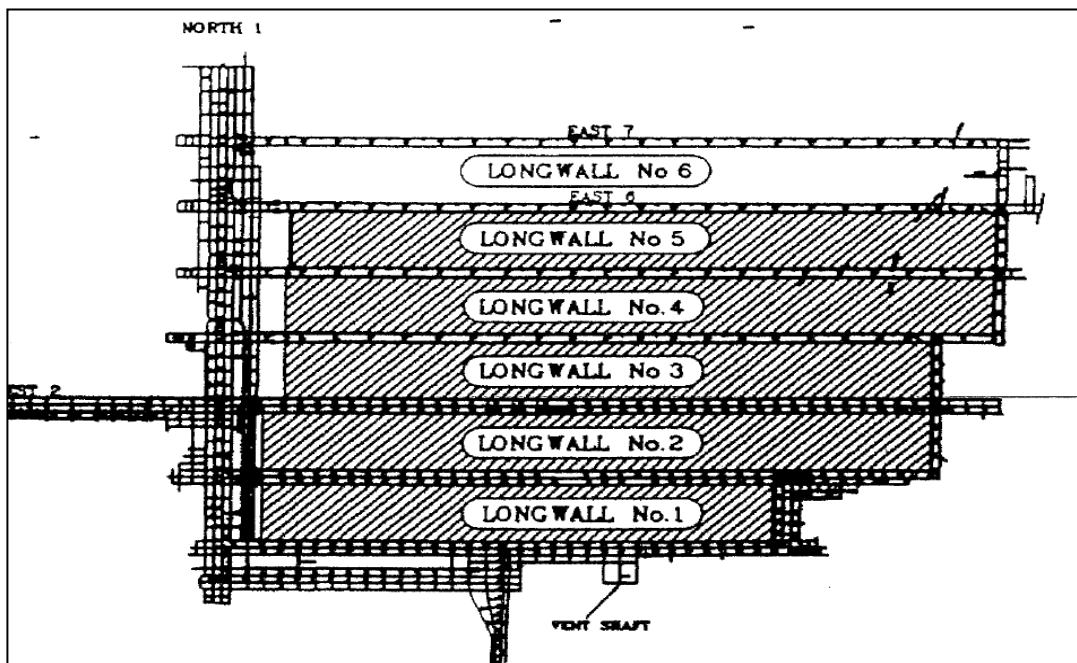 NORTH 1
EAST 7
LONGWALL No 6
EAST 6
LONGWALL No 5
LONGWALL No.4
LONGWALL No 3
2
LONGWALL No.2
LONGWALL No.1
VENT SHAFT